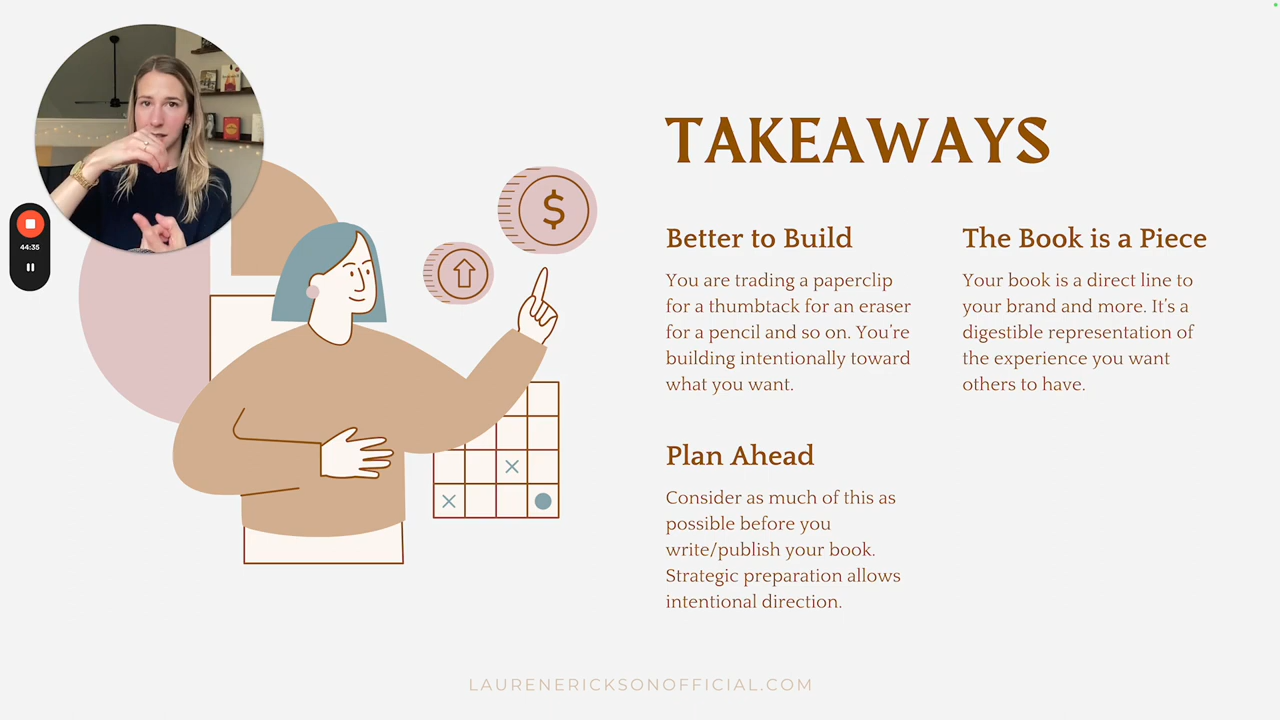 44:35
TAKEAWAYS
Better to Build
You are trading a paperclip
for a thumbtack for an eraser
for a pencil and so on. You're
building intentionally toward
what you want.
The Book is a Piece
Your book is a direct line to
your brand and more. It's a
digestible representation of
the experience you want
others to have.
Plan Ahead
Consider as much of this as
possible before you
write/publish your book.
Strategic preparation allows
intentional direction.
$
LAURENERICKSONOFFICIAL.COM